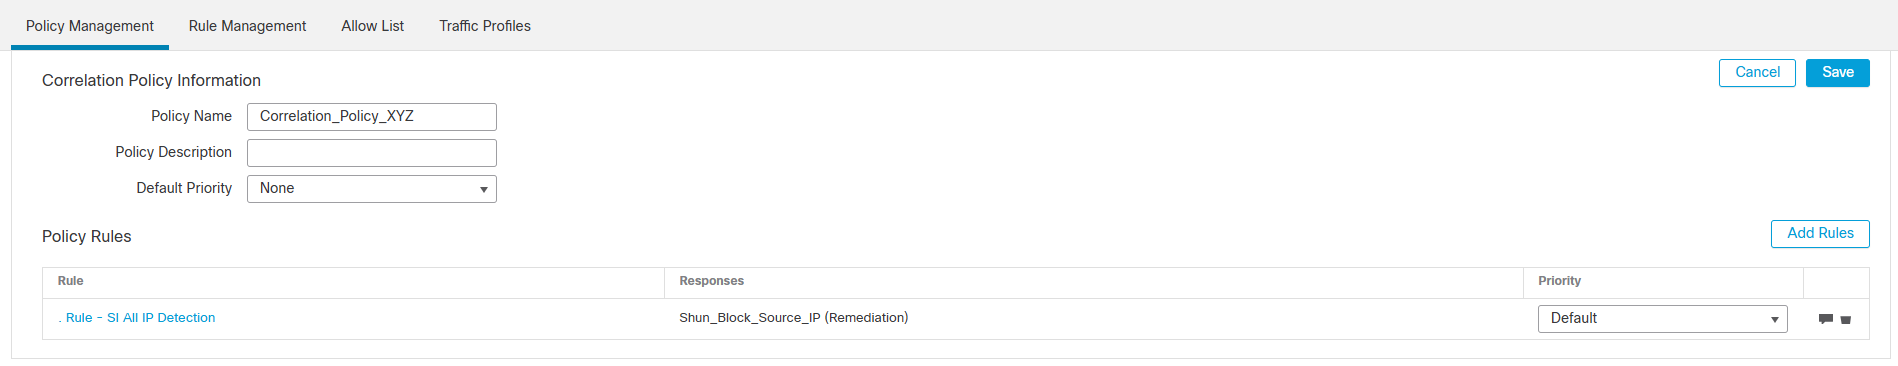 Policy Management Rule Management Allow List Traffic Profiles
Correlation Policy Information
Cancel Save
Policy Name Correlation_Policy_XYZ
Policy Description
Default Priority None
Policy Rules
Add Rules
Rule Responses Priority
. Rule - SI All IP Detection Shun_Block_Source_IP (Remediation) Default